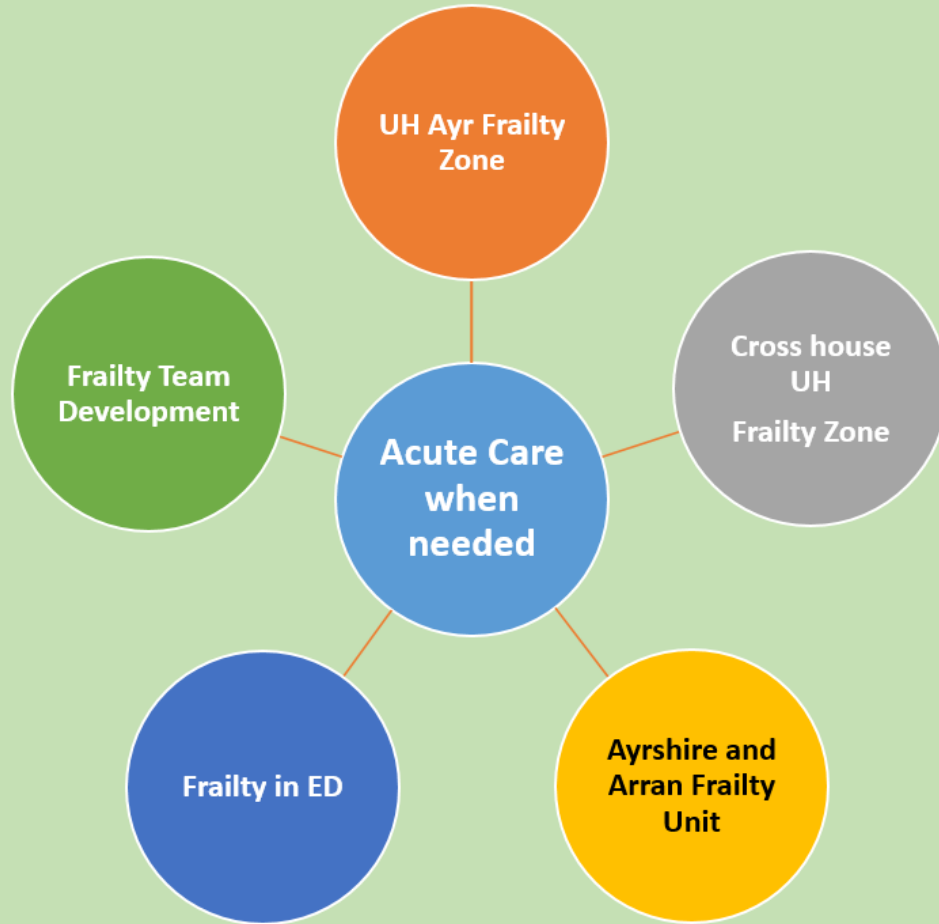 UH Ayr Frailty
Zone
Cross house
UH
Frailty Zone
Frailty Team
Development
Acute Care
when
needed
Frailty in ED
Ayrshire and
Arran Frailty
Unit